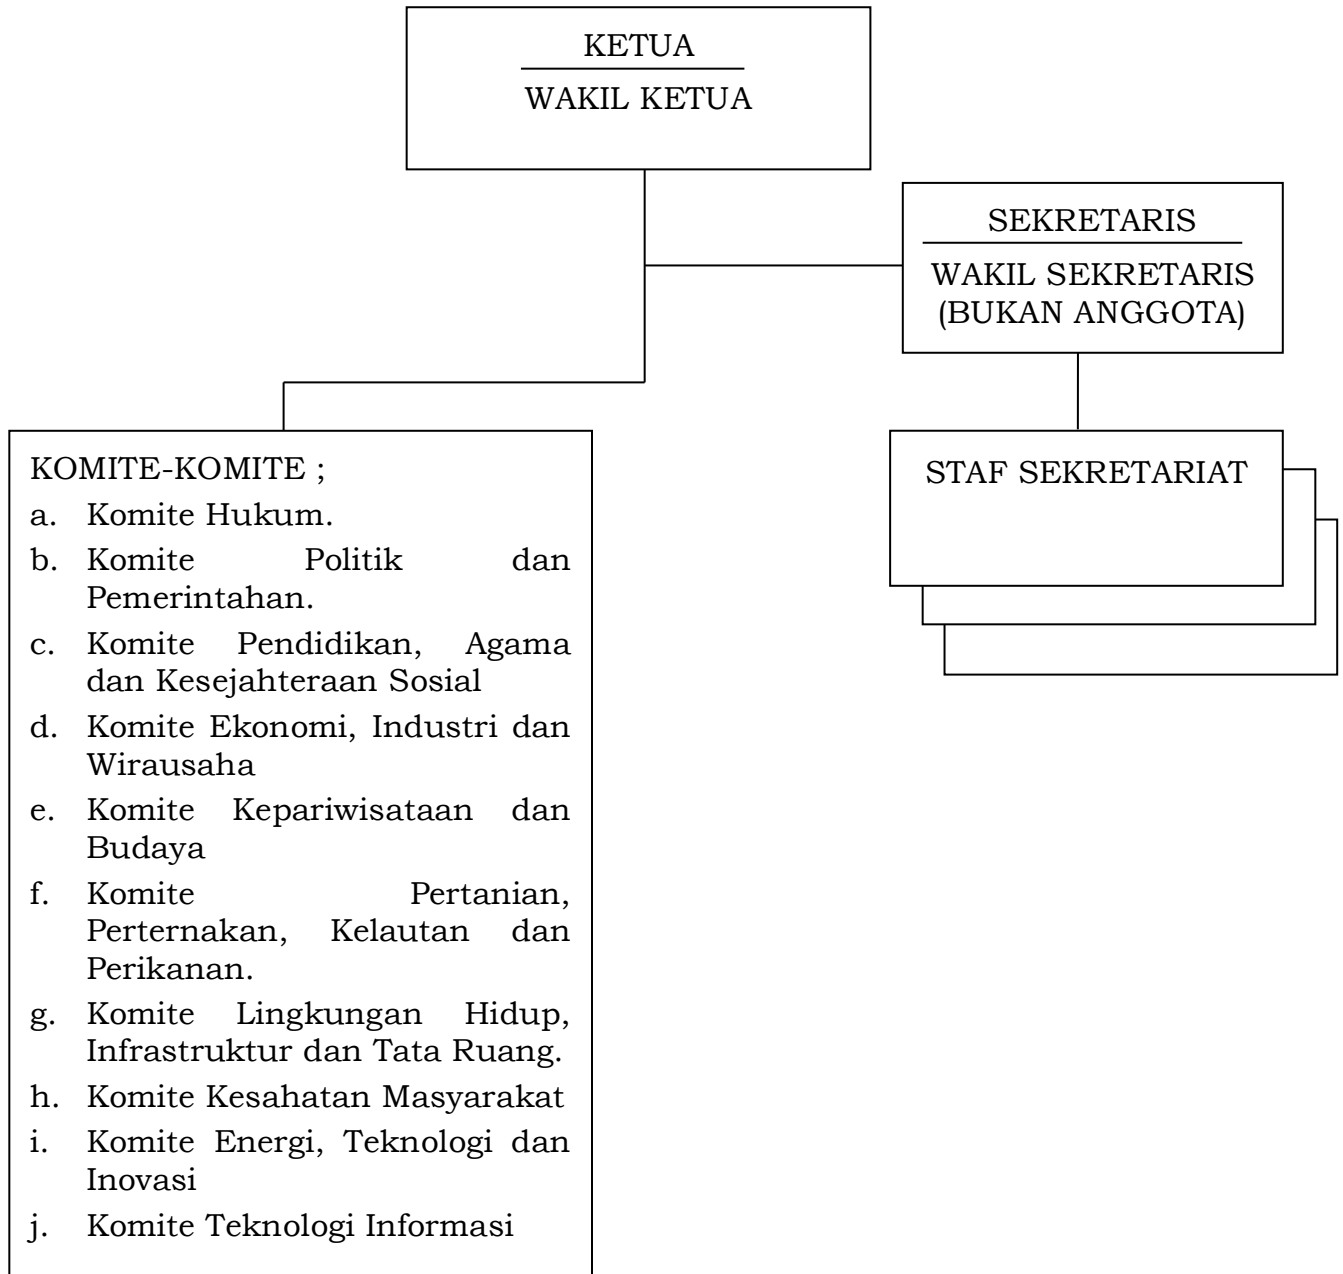 KETUA
WAKIL KETUA
SEKRETARIS
WAKIL SEKRETARIS
(BUKAN ANGGOTA)
STAF SEKRETARIAT
KOMITE-KOMITE ;
a. Komite Hukum.
b. Komite Politik dan
Pemerintahan.
c. Komite Pendidikan, Agama
dan Kesejahteraan Sosial
d. Komite Ekonomi, Industri dan
Wirausaha
e. Komite Kepariwisataan dan
Budaya
f. Komite Pertanian,
Perternakan, Kelautan dan
Perikanan.
g. Komite Lingkungan Hidup,
Infrastruktur dan Tata Ruang.
h. Komite Kesahatan Masyarakat
i. Komite Energi, Teknologi dan
Inovasi
j. Komite Teknologi Informasi